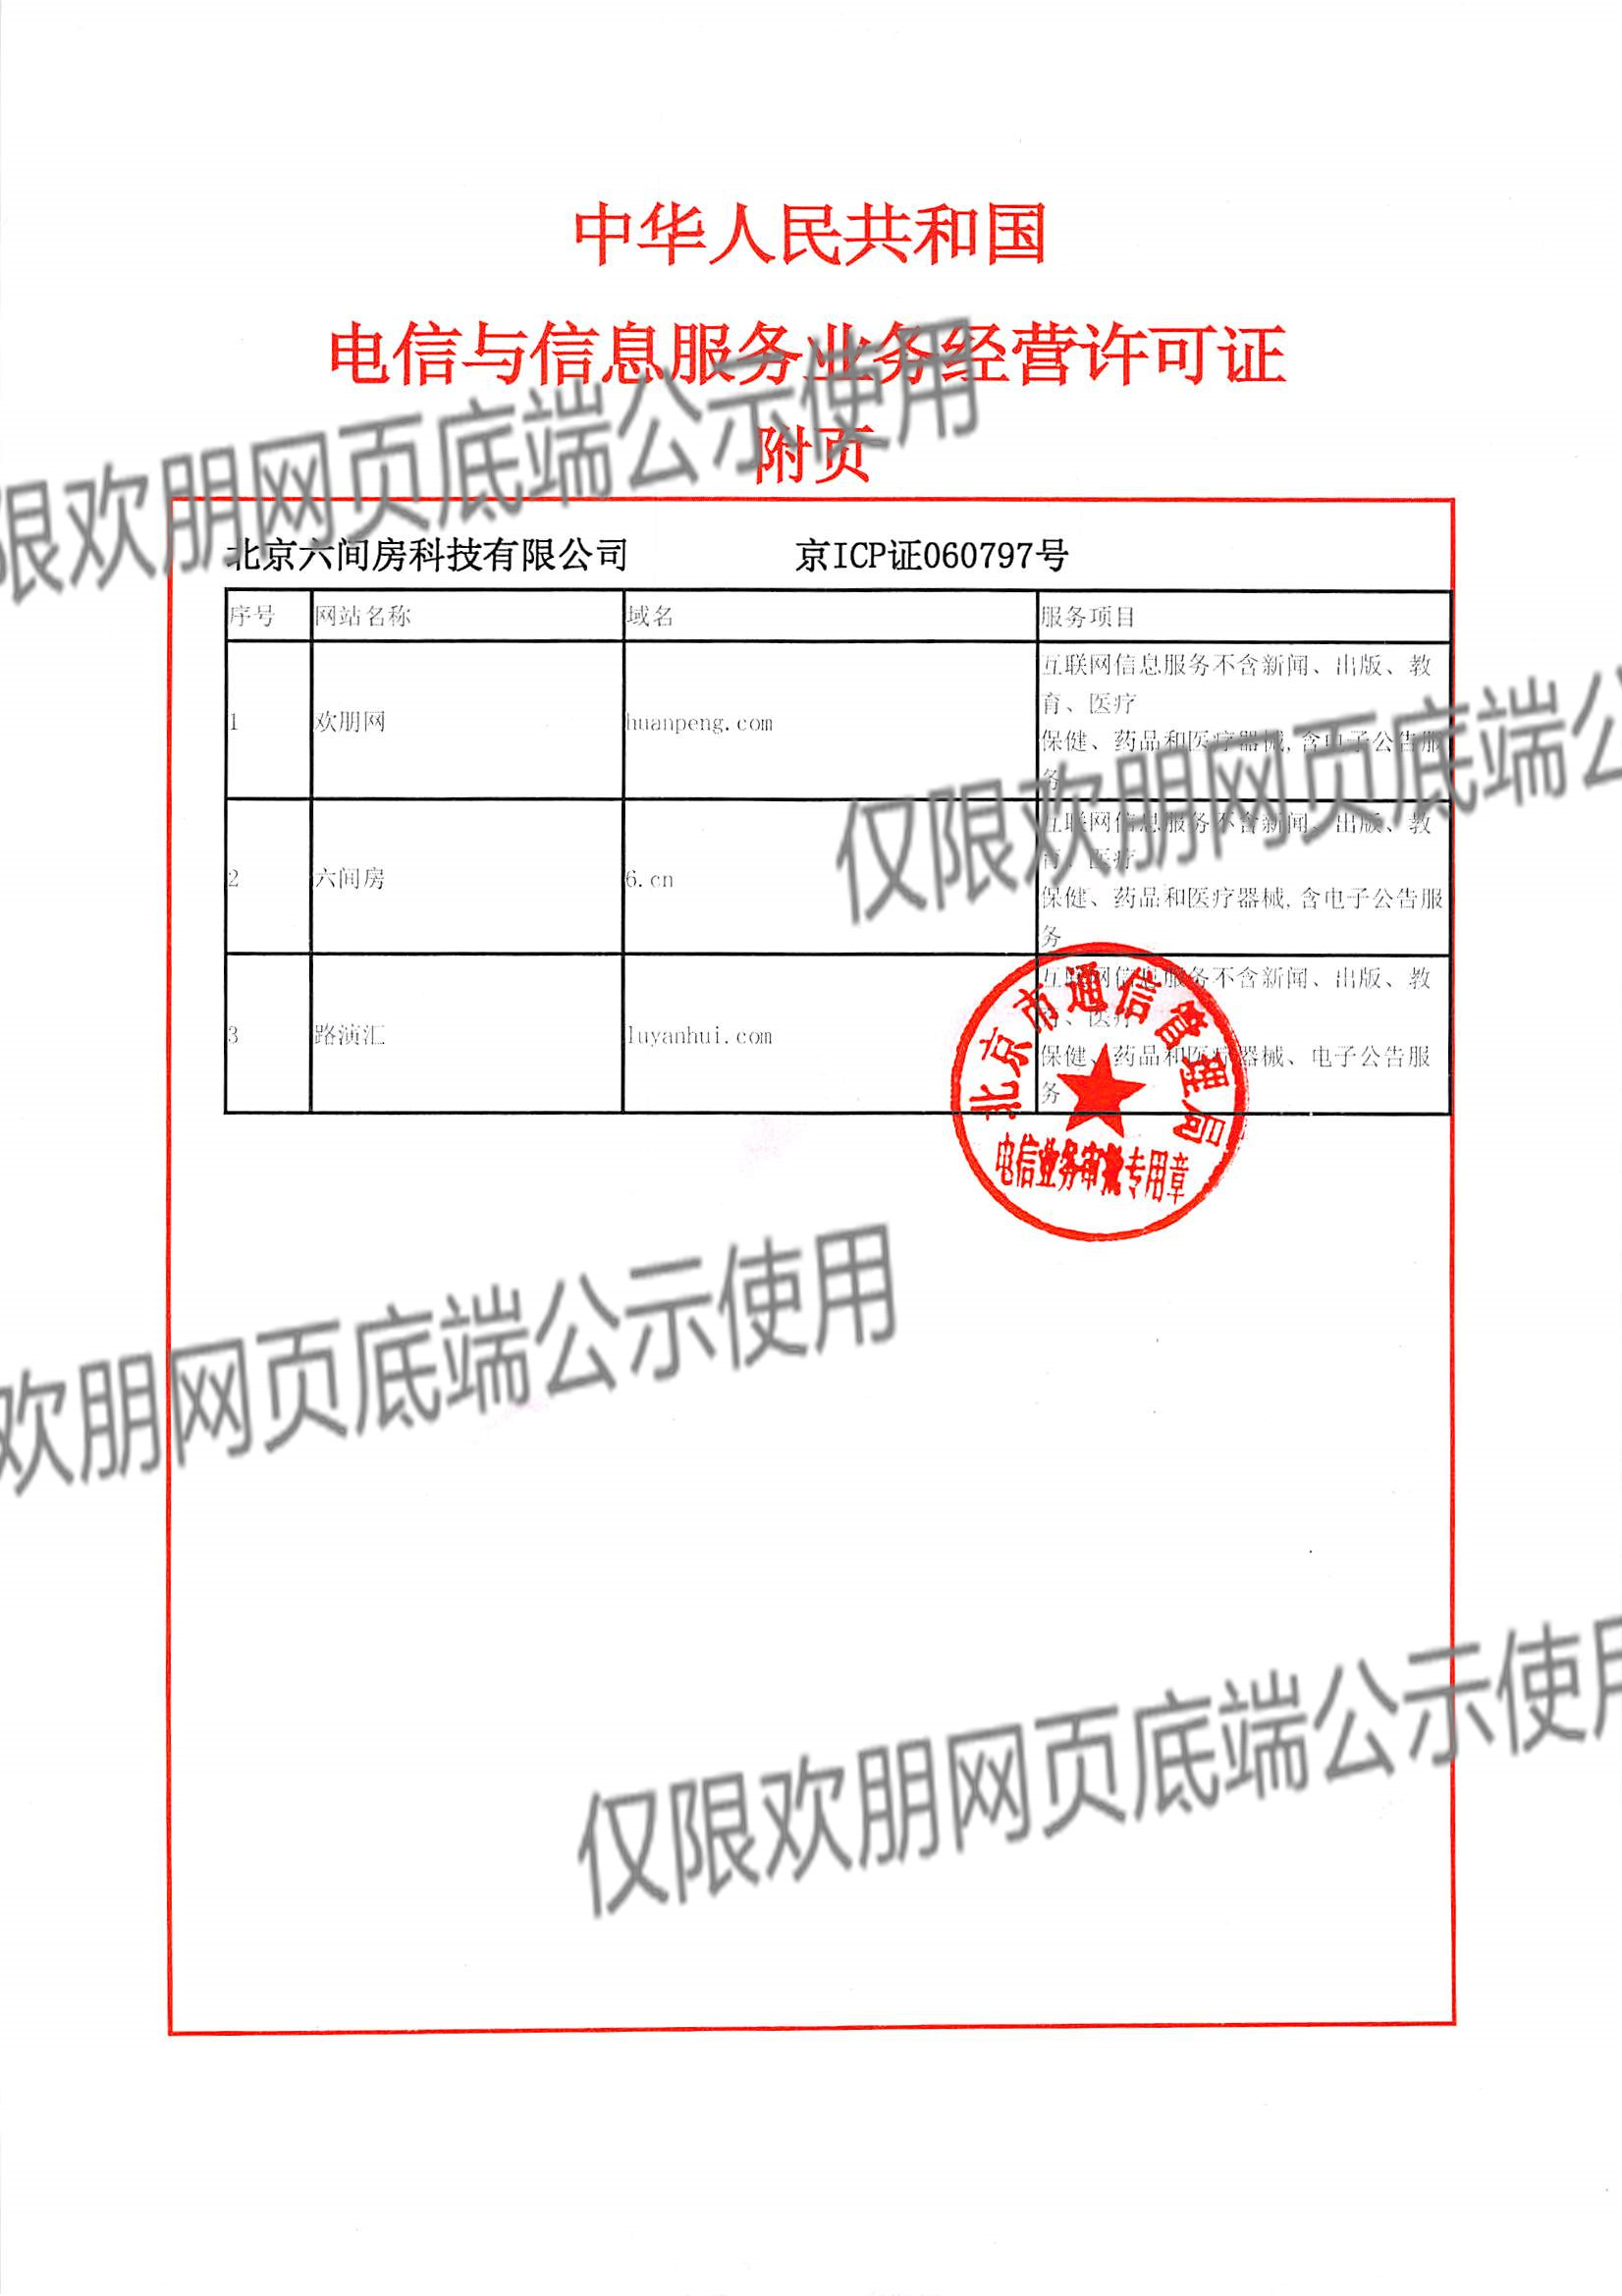 中华人民共和国
电信与信息服务业务经营许可证
附页
北京六间房科技有限公司 京ICP证060797号
序号 网站名称 域名 服务项目
1 欢朋网 huanpeng.com
互联网信息服务不含新闻、出版、教
育、医疗
保健、药品和医疗器械,含电子公告服
务
2 六间房 6.cn
互联网信息服务不含新闻、出版、教
育、医疗
保健、药品和医疗器械,含电子公告服
务
3 路演汇 luyanhui.com
互联网信息服务不含新闻、出版、教
育、医疗
保健、药品和医疗器械、电子公告服
务
北京市通信管理局
电信业务审批专用章
限欢朋网页底端公示使用
仅限欢朋网页底端公
欢朋网页底端公示使用
仅限欢朋网页底端公示使用